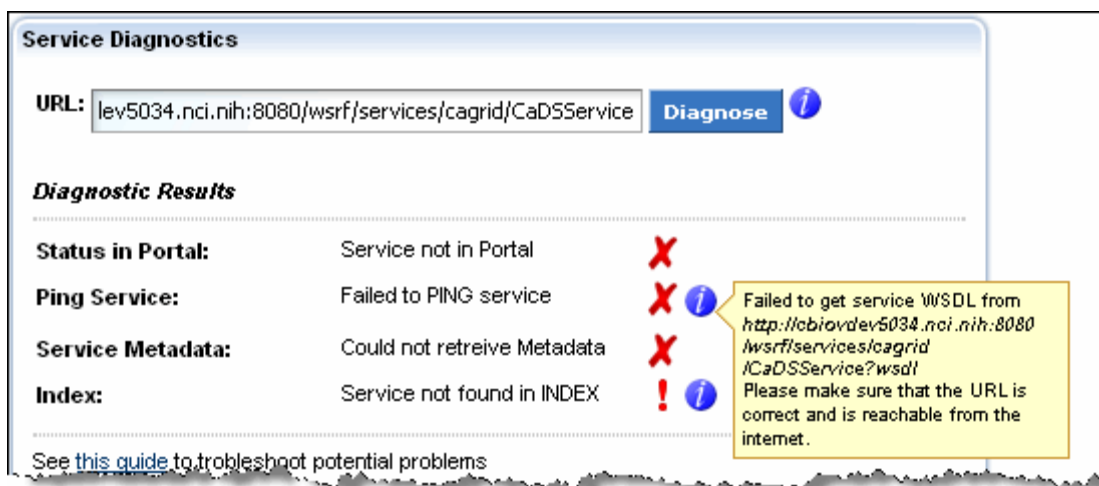 Service Diagnostics
URL: lev5034.nci.nih:8080/wsrf/services/cagrid/CaDSService Diagnose i
Diagnostic Results
Status in Portal: Service not in Portal
Ping Service: Failed to PING service i
Service Metadata: Could not retreive Metadata
Index: Service not found in INDEX ! i
Failed to get service WSDL from
http://cbiovdev5034.nci.nih:8080
/wsrf/services/cagrid
/CaDSService?wsdl
Please make sure that the URL is
correct and is reachable from the
internet.
See this guide to trobleshoot potential problems